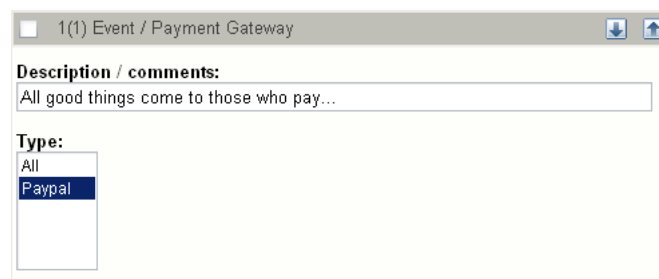 1(1) Event / Payment Gateway
Description / comments:
All good things come to those who pay...
Type:
All
Paypal